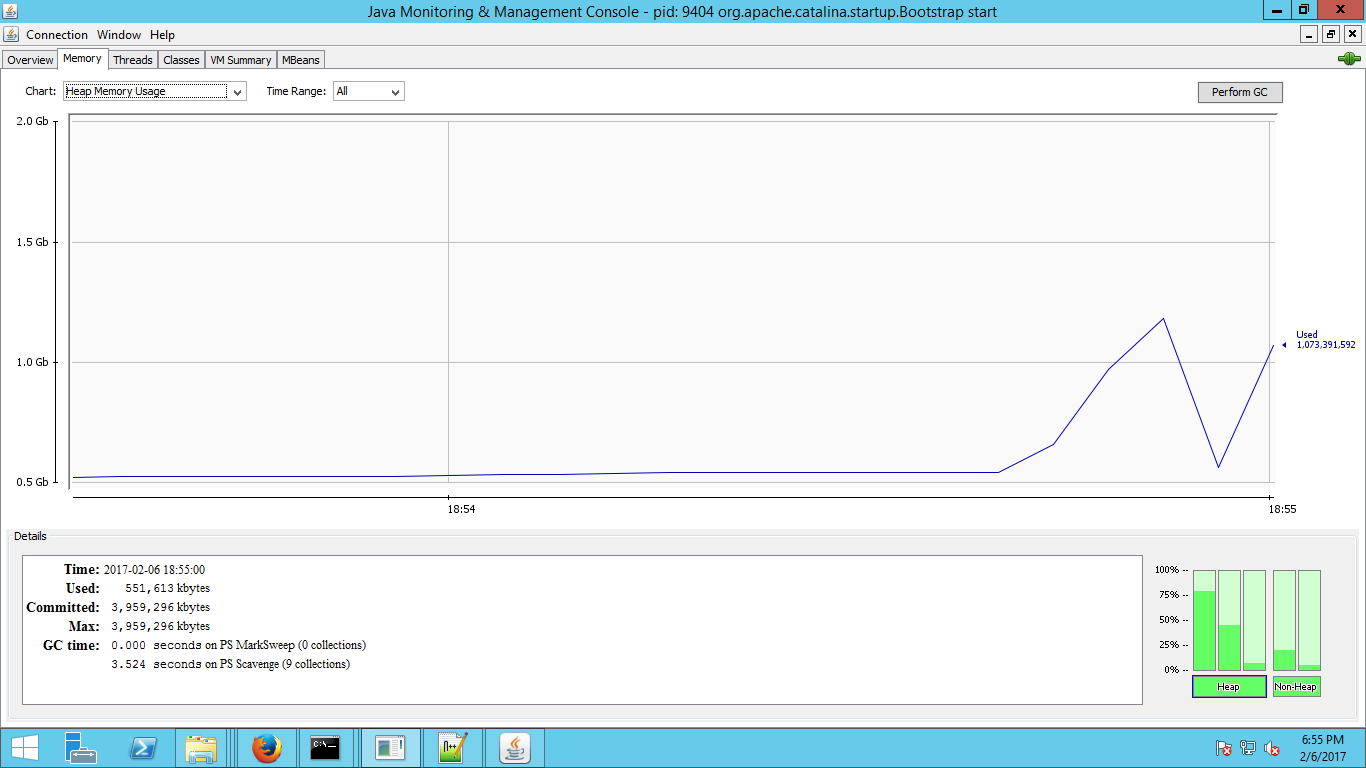 Java Monitoring & Management Console - pid: 9404 org.apache.catalina.startup.Bootstrap start
Connection Window Help
Overview Memory Threads Classes VM Summary MBeans
Chart: Heap Memory Usage Time Range: All Perform GC
2.0 Gb
1.5 Gb
1.0 Gb
0.5 Gb
Used
1,073,391,592
18:54 18:55
Details
Time: 2017-02-06 18:55:00
Used: 551,613 kbytes
Committed: 3,959,296 kbytes
Max: 3,959,296 kbytes
GC time: 0.000 seconds on PS MarkSweep (0 collections)
3.524 seconds on PS Scavenge (9 collections)
100% --
75% --
50% --
25% --
0% --
Heap Non-Heap
C:\_
N++
6:55 PM
2/6/2017